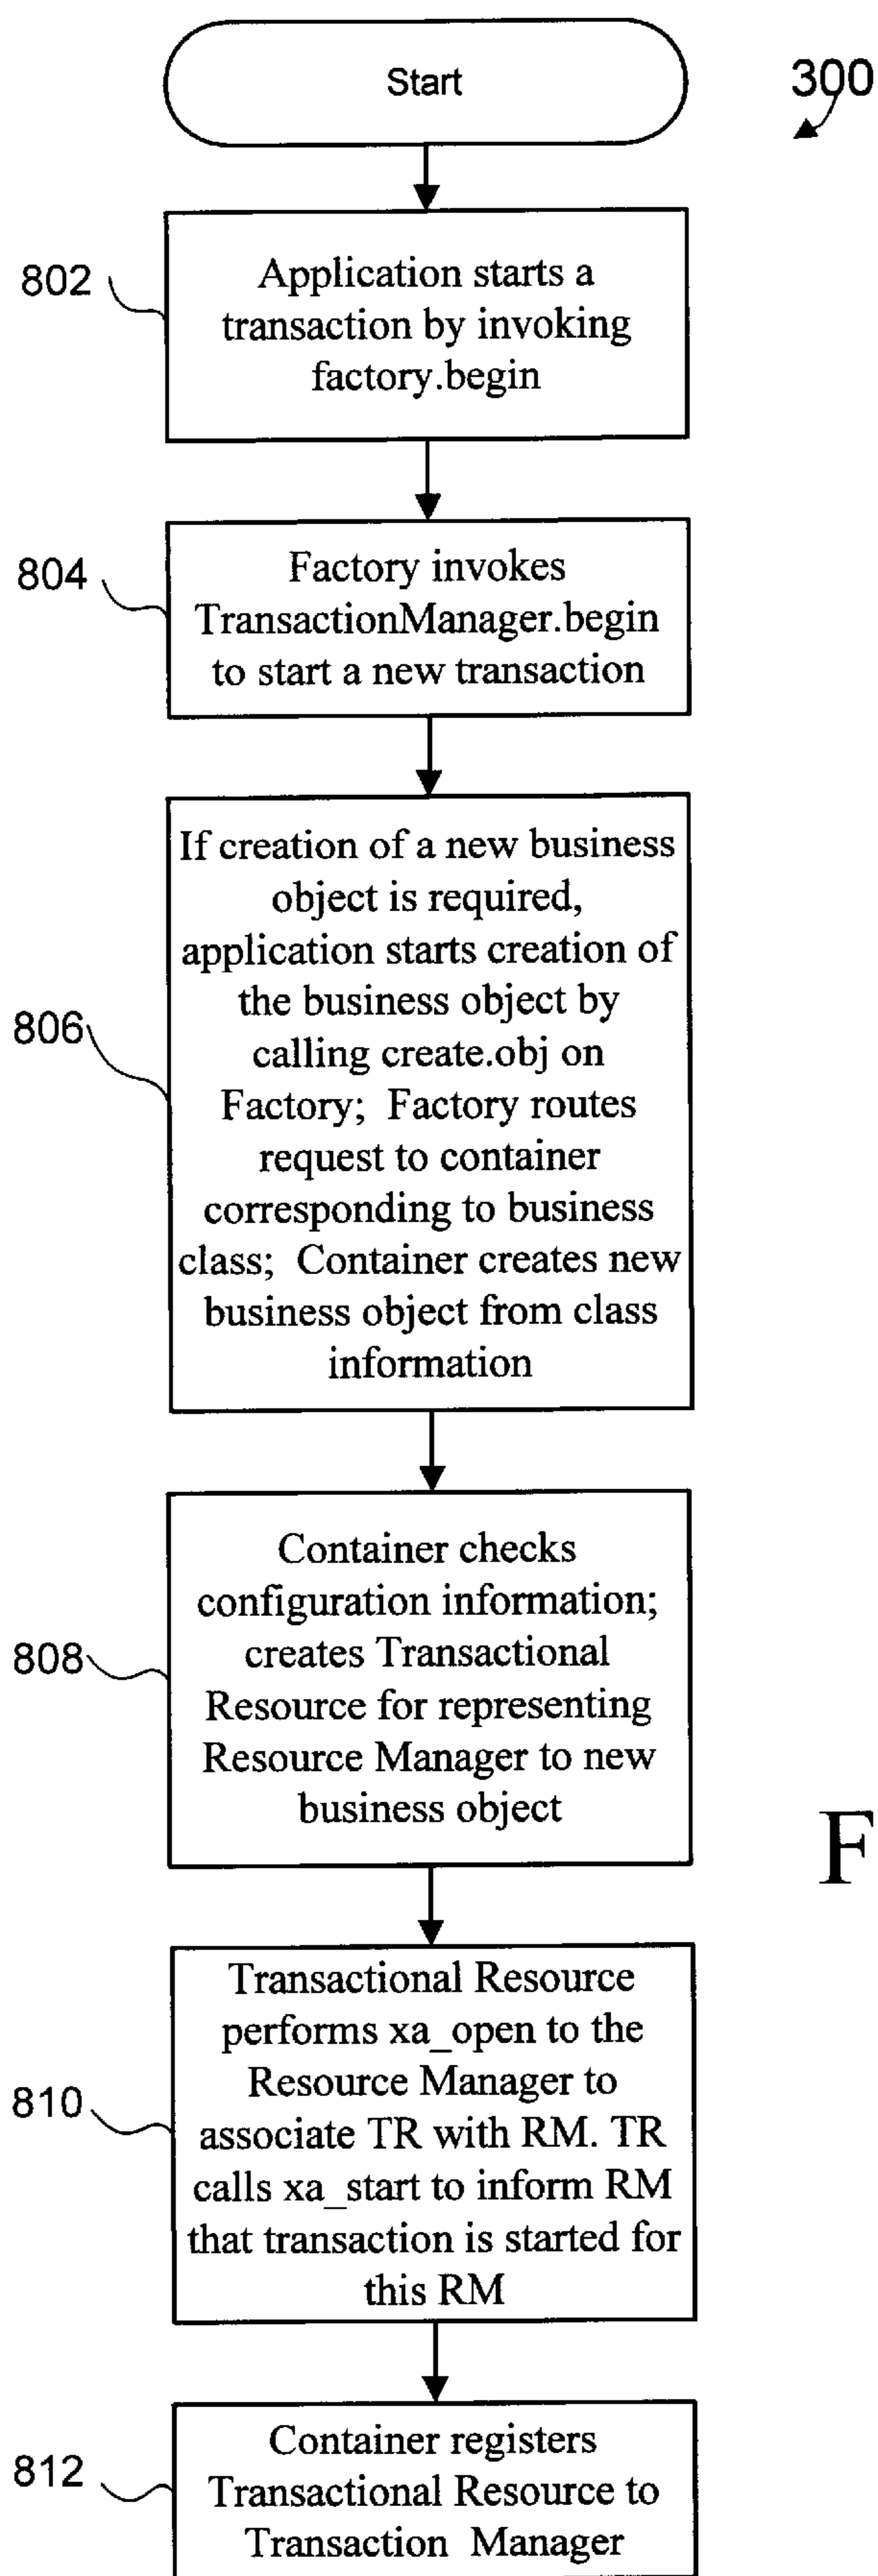 Start
300
802
Application starts a
transaction by invoking
factory.begin
804
Factory invokes
TransactionManager.begin
to start a new transaction
806
If creation of a new business
object is required,
application starts creation of
the business object by
calling create.obj on
Factory; Factory routes
request to container
corresponding to business
class; Container creates new
business object from class
information
808
Container checks
configuration information;
creates Transactional
Resource for representing
Resource Manager to new
business object
F
810
Transactional Resource
performs xa_open to the
Resource Manager to
associate TR with RM. TR
calls xa_start to inform RM
that transaction is started for
this RM
812
Container registers
Transactional Resource to
Transaction Manager